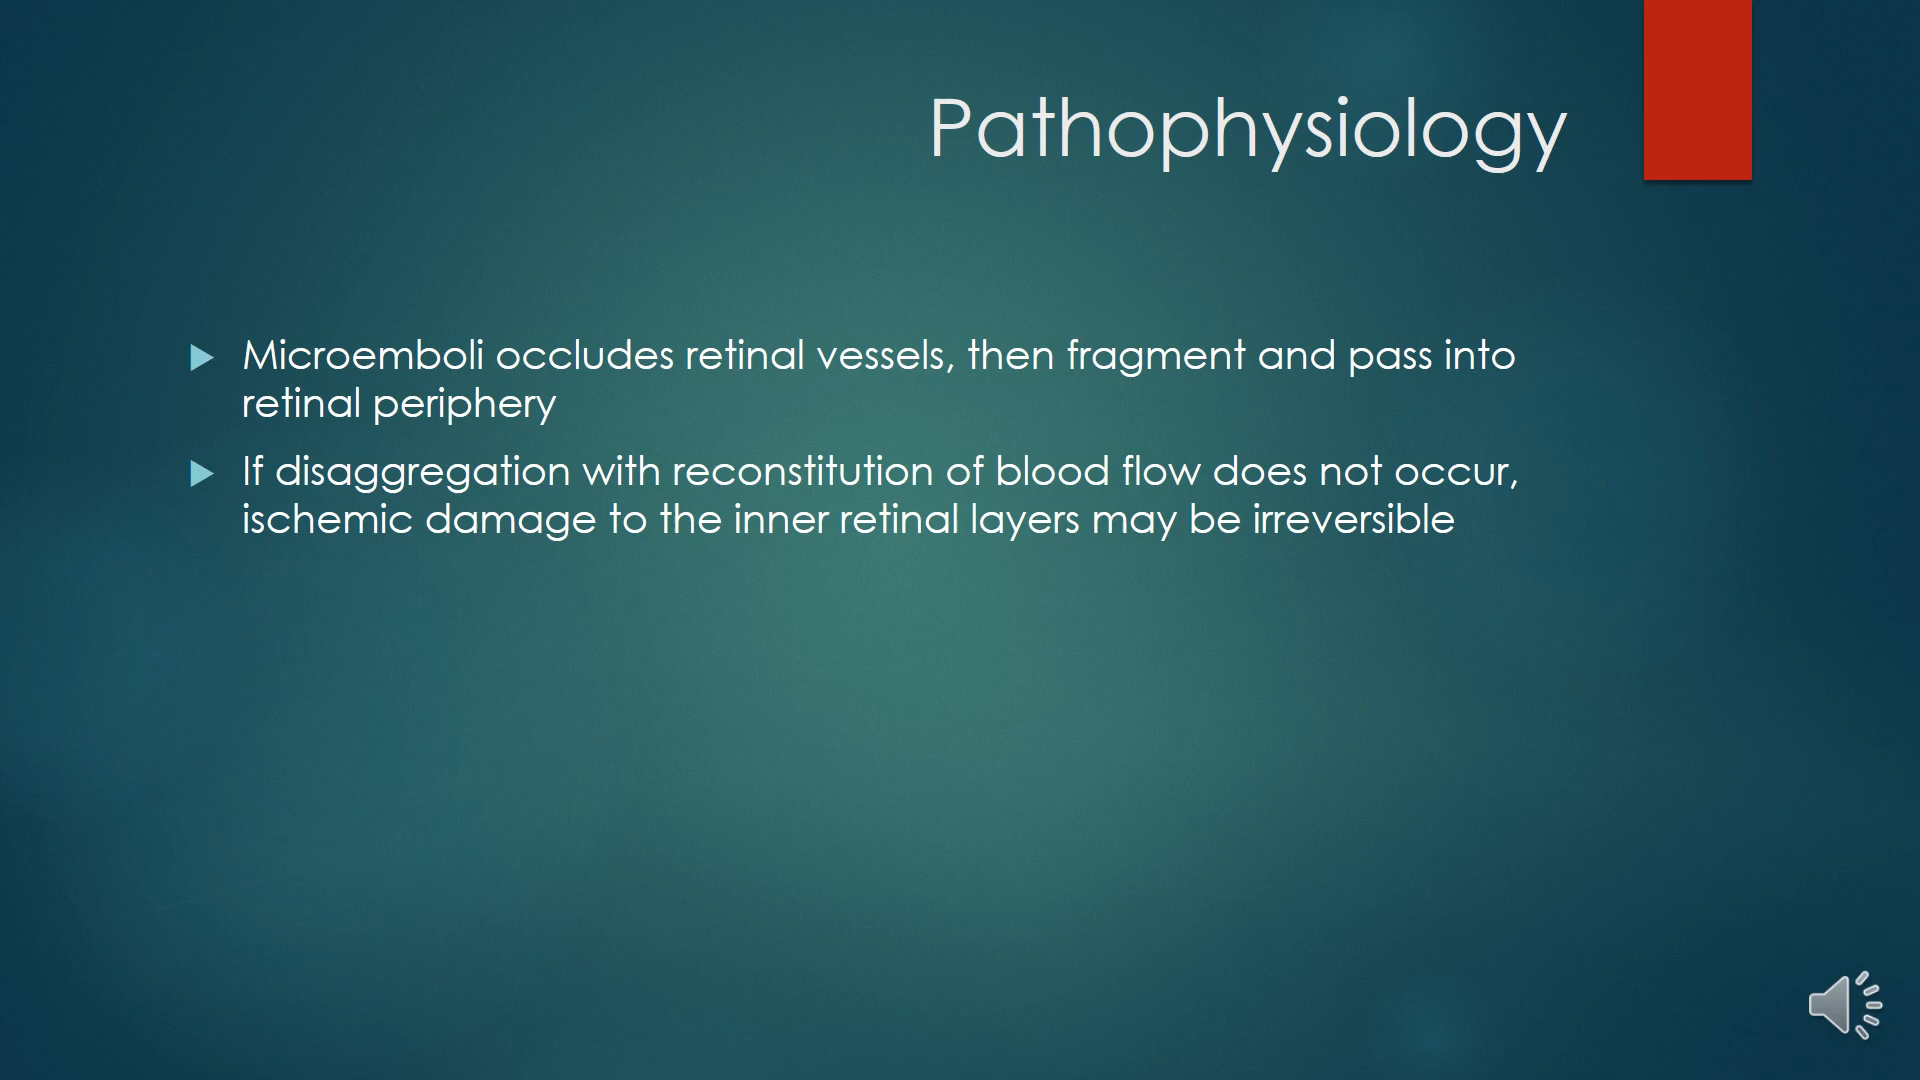 Pathophysiology
Microemboli occludes retinal vessels, then fragment and pass into
retinal periphery
If disaggregation with reconstitution of blood flow does not occur,
ischemic damage to the inner retinal layers may be irreversible